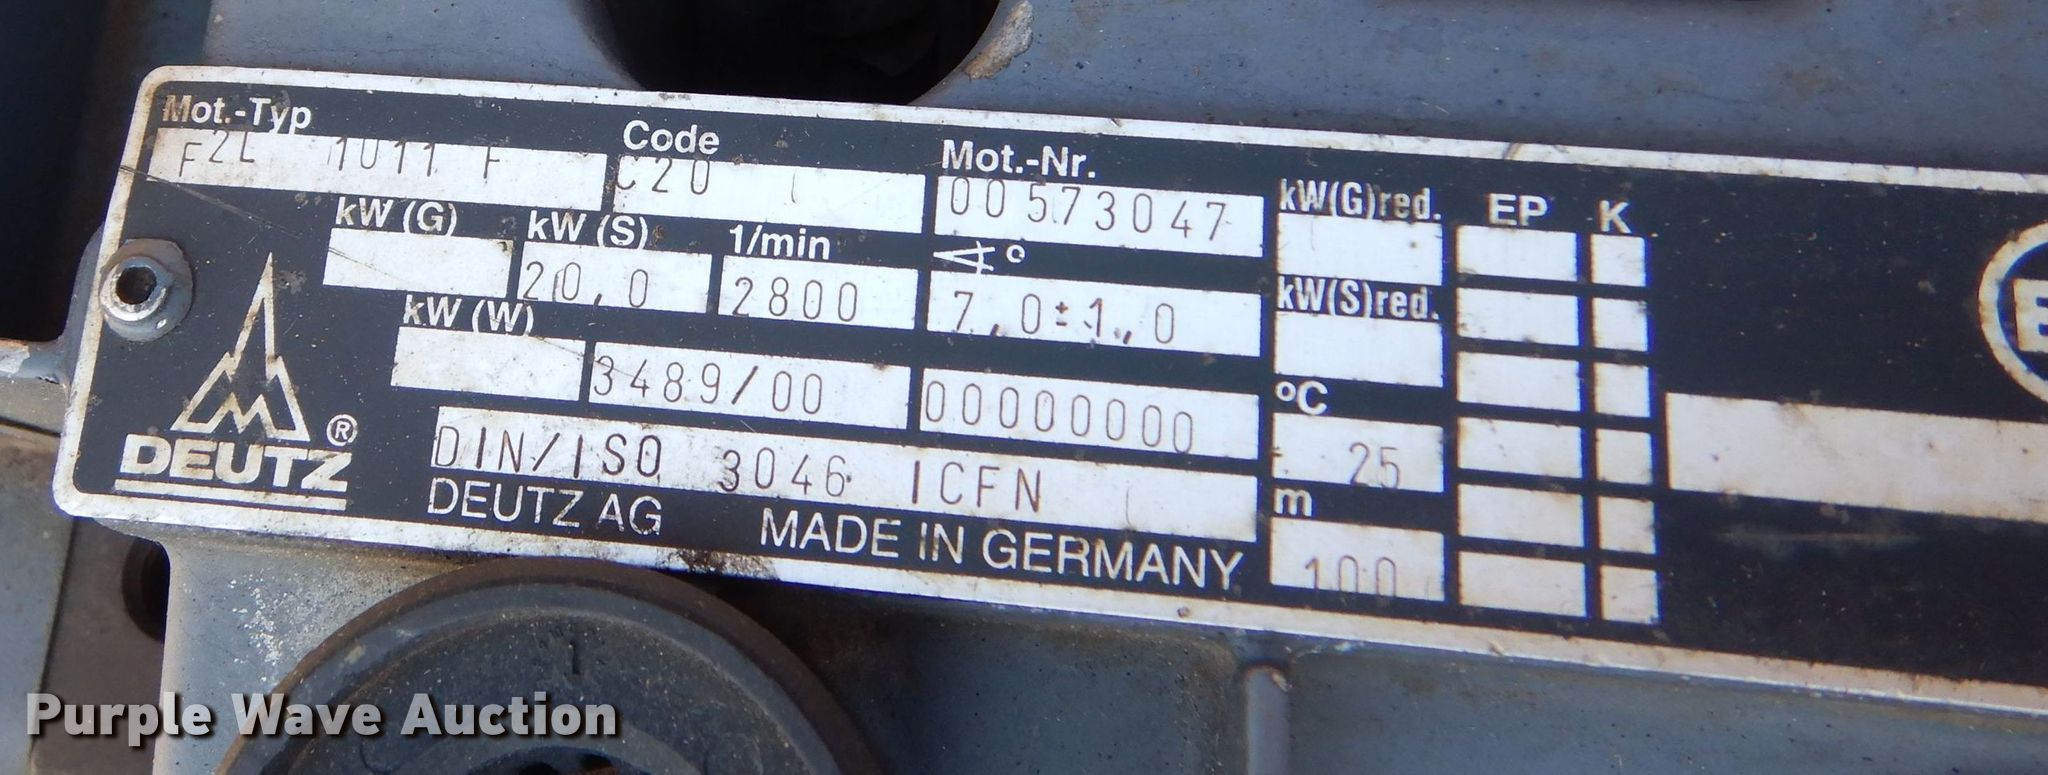 Mot.-Typ Code Mot.-Nr.
F2L 1011 F C20 00573047
kW(G)red. EP K
kW (G) kW (S) 1/min ∢°
20,0 2800 7,0±1,0
kW(S)red.
kW (W)
3489/00 00000000
°C
25
DIN/ISO 3046 ICFN
m
100
DEUTZ®
DEUTZ AG MADE IN GERMANY
Purple Wave Auction